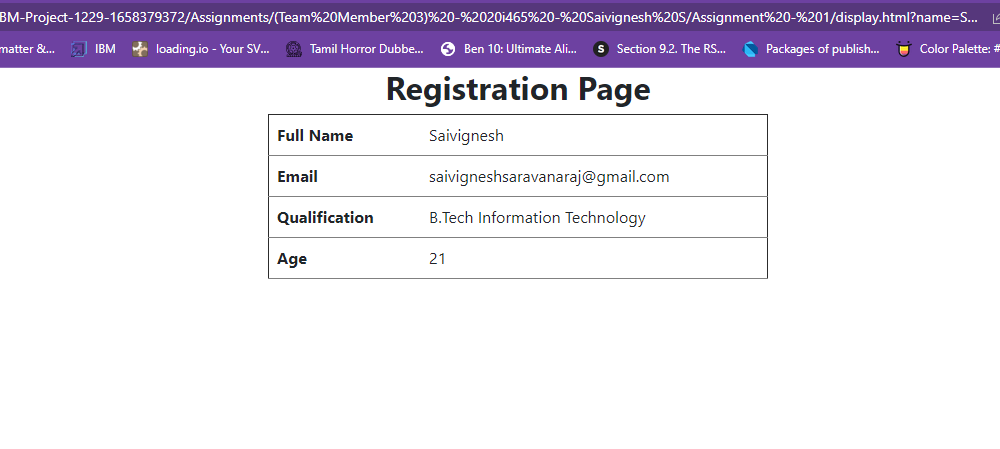 BM-Project-1229-1658379372/Assignments/(Team%20Member%203)%20-%2020i465%20-%20Saivignesh%20S/Assignment%20-%201/display.html?name=S...
matter &... IBM loading.io - Your SV... Tamil Horror Dubbe... Ben 10: Ultimate Ali... S Section 9.2. The RS... Packages of publish... Color Palette: #
Registration Page
Full Name Saivignesh
Email saivigneshsaravanaraj@gmail.com
Qualification B.Tech Information Technology
Age 21